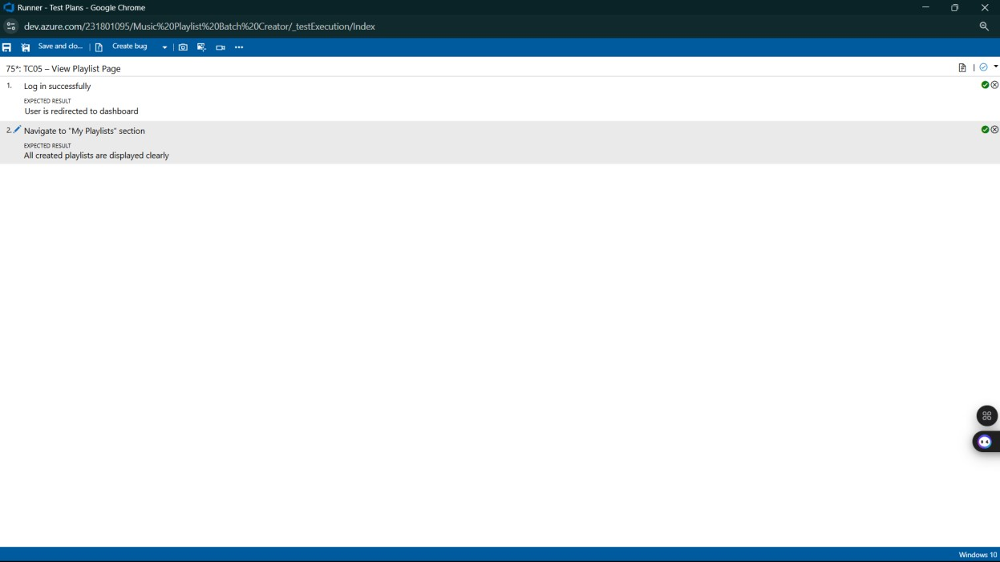 Runner - Test Plans - Google Chrome
dev.azure.com/231801095/Music%20Playlist%20Batch%20Creator/_testExecution/Index
Save and clo... | Create bug
75*: TC05 – View Playlist Page
1. Log in successfully
EXPECTED RESULT
User is redirected to dashboard
2. Navigate to “My Playlists” section
EXPECTED RESULT
All created playlists are displayed clearly
Windows 10